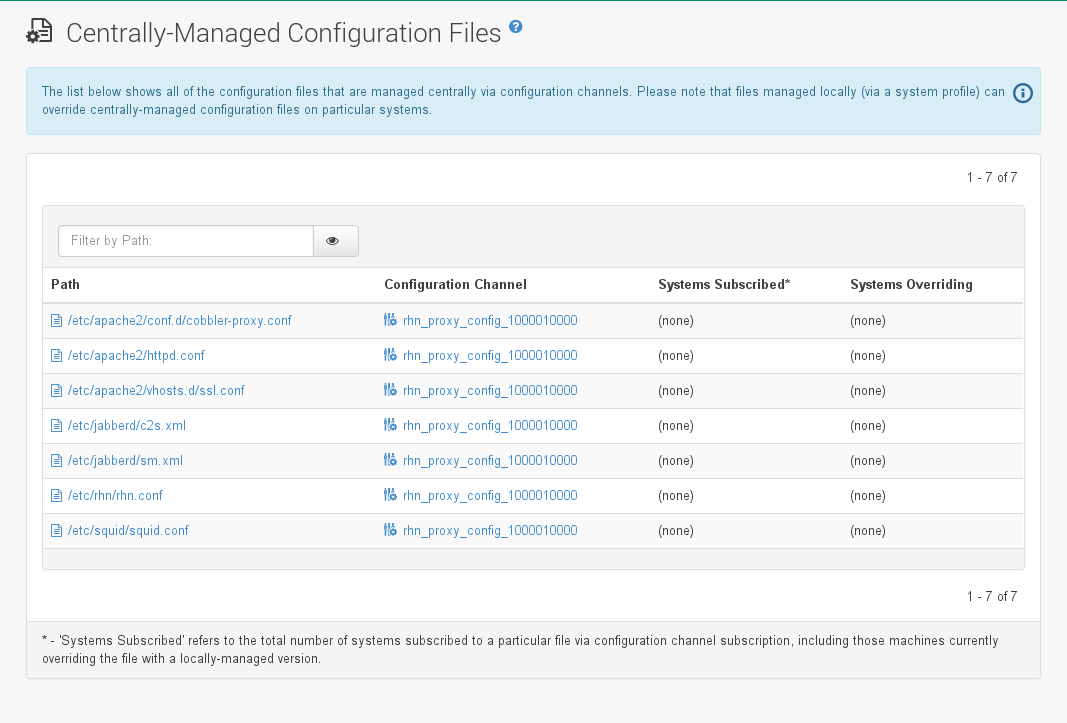 Centrally-Managed Configuration Files
The list below shows all of the configuration files that are managed centrally via configuration channels. Please note that files managed locally (via a system profile) can
override centrally-managed configuration files on particular systems.
1 - 7 of 7
Filter by Path:
Path Configuration Channel Systems Subscribed* Systems Overriding
/etc/apache2/conf.d/cobbler-proxy.conf rhn_proxy_config_1000010000 (none) (none)
/etc/apache2/httpd.conf rhn_proxy_config_1000010000 (none) (none)
/etc/apache2/vhosts.d/ssl.conf rhn_proxy_config_1000010000 (none) (none)
/etc/jabberd/c2s.xml rhn_proxy_config_1000010000 (none) (none)
/etc/jabberd/sm.xml rhn_proxy_config_1000010000 (none) (none)
/etc/rhn/rhn.conf rhn_proxy_config_1000010000 (none) (none)
/etc/squid/squid.conf rhn_proxy_config_1000010000 (none) (none)
1 - 7 of 7
* - 'Systems Subscribed' refers to the total number of systems subscribed to a particular file via configuration channel subscription, including those machines currently
overriding the file with a locally-managed version.